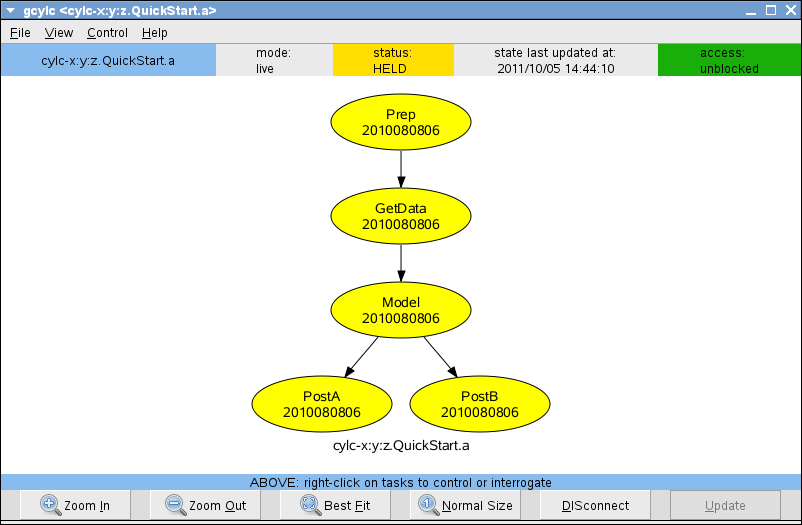 gcylc <cylc-x:y:z.QuickStart.a>
File View Control Help
cylc-x:y:z.QuickStart.a
mode:
live
status:
HELD
state last updated at:
2011/10/05 14:44:10
access:
unblocked
Prep
2010080806
GetData
2010080806
Model
2010080806
PostA
2010080806
PostB
2010080806
cylc-x:y:z.QuickStart.a
ABOVE: right-click on tasks to control or interrogate
Zoom In Zoom Out Best Fit Normal Size DISconnect Update